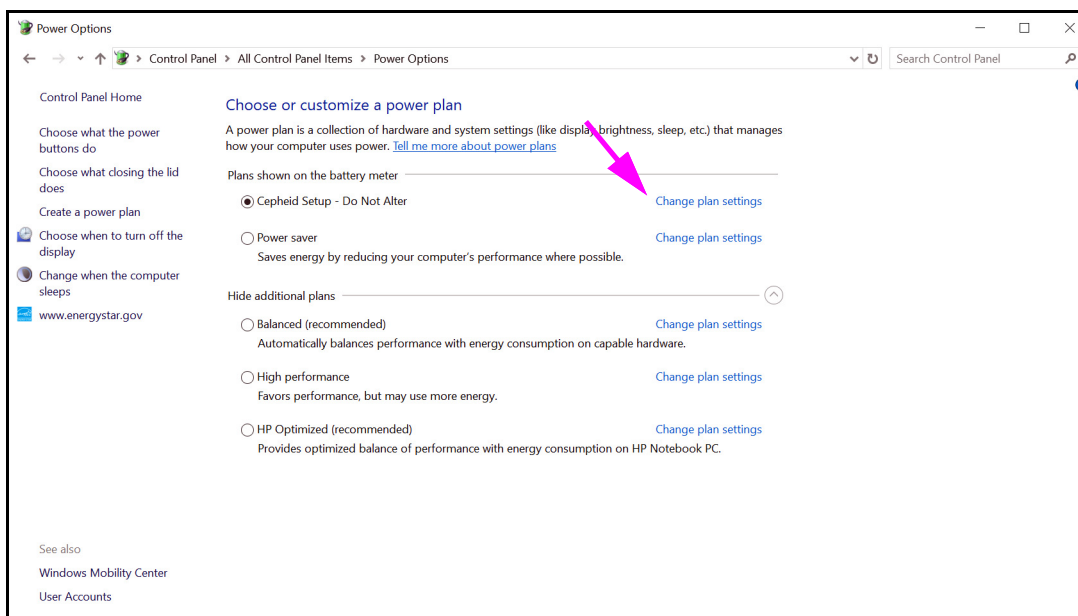 Power Options
Control Panel > All Control Panel Items > Power Options
Search Control Panel
Control Panel Home
Choose what the power
buttons do
Choose what closing the lid
does
Create a power plan
Choose when to turn off the
display
Change when the computer
sleeps
www.energystar.gov
Choose or customize a power plan
A power plan is a collection of hardware and system settings (like display brightness, sleep, etc.) that manages
how your computer uses power. Tell me more about power plans
Plans shown on the battery meter
Cepheid Setup - Do Not Alter Change plan settings
Power saver Change plan settings
Saves energy by reducing your computer's performance where possible.
Hide additional plans
Balanced (recommended) Change plan settings
Automatically balances performance with energy consumption on capable hardware.
High performance Change plan settings
Favors performance, but may use more energy.
HP Optimized (recommended) Change plan settings
Provides optimized balance of performance with energy consumption on HP Notebook PC.
See also
Windows Mobility Center
User Accounts